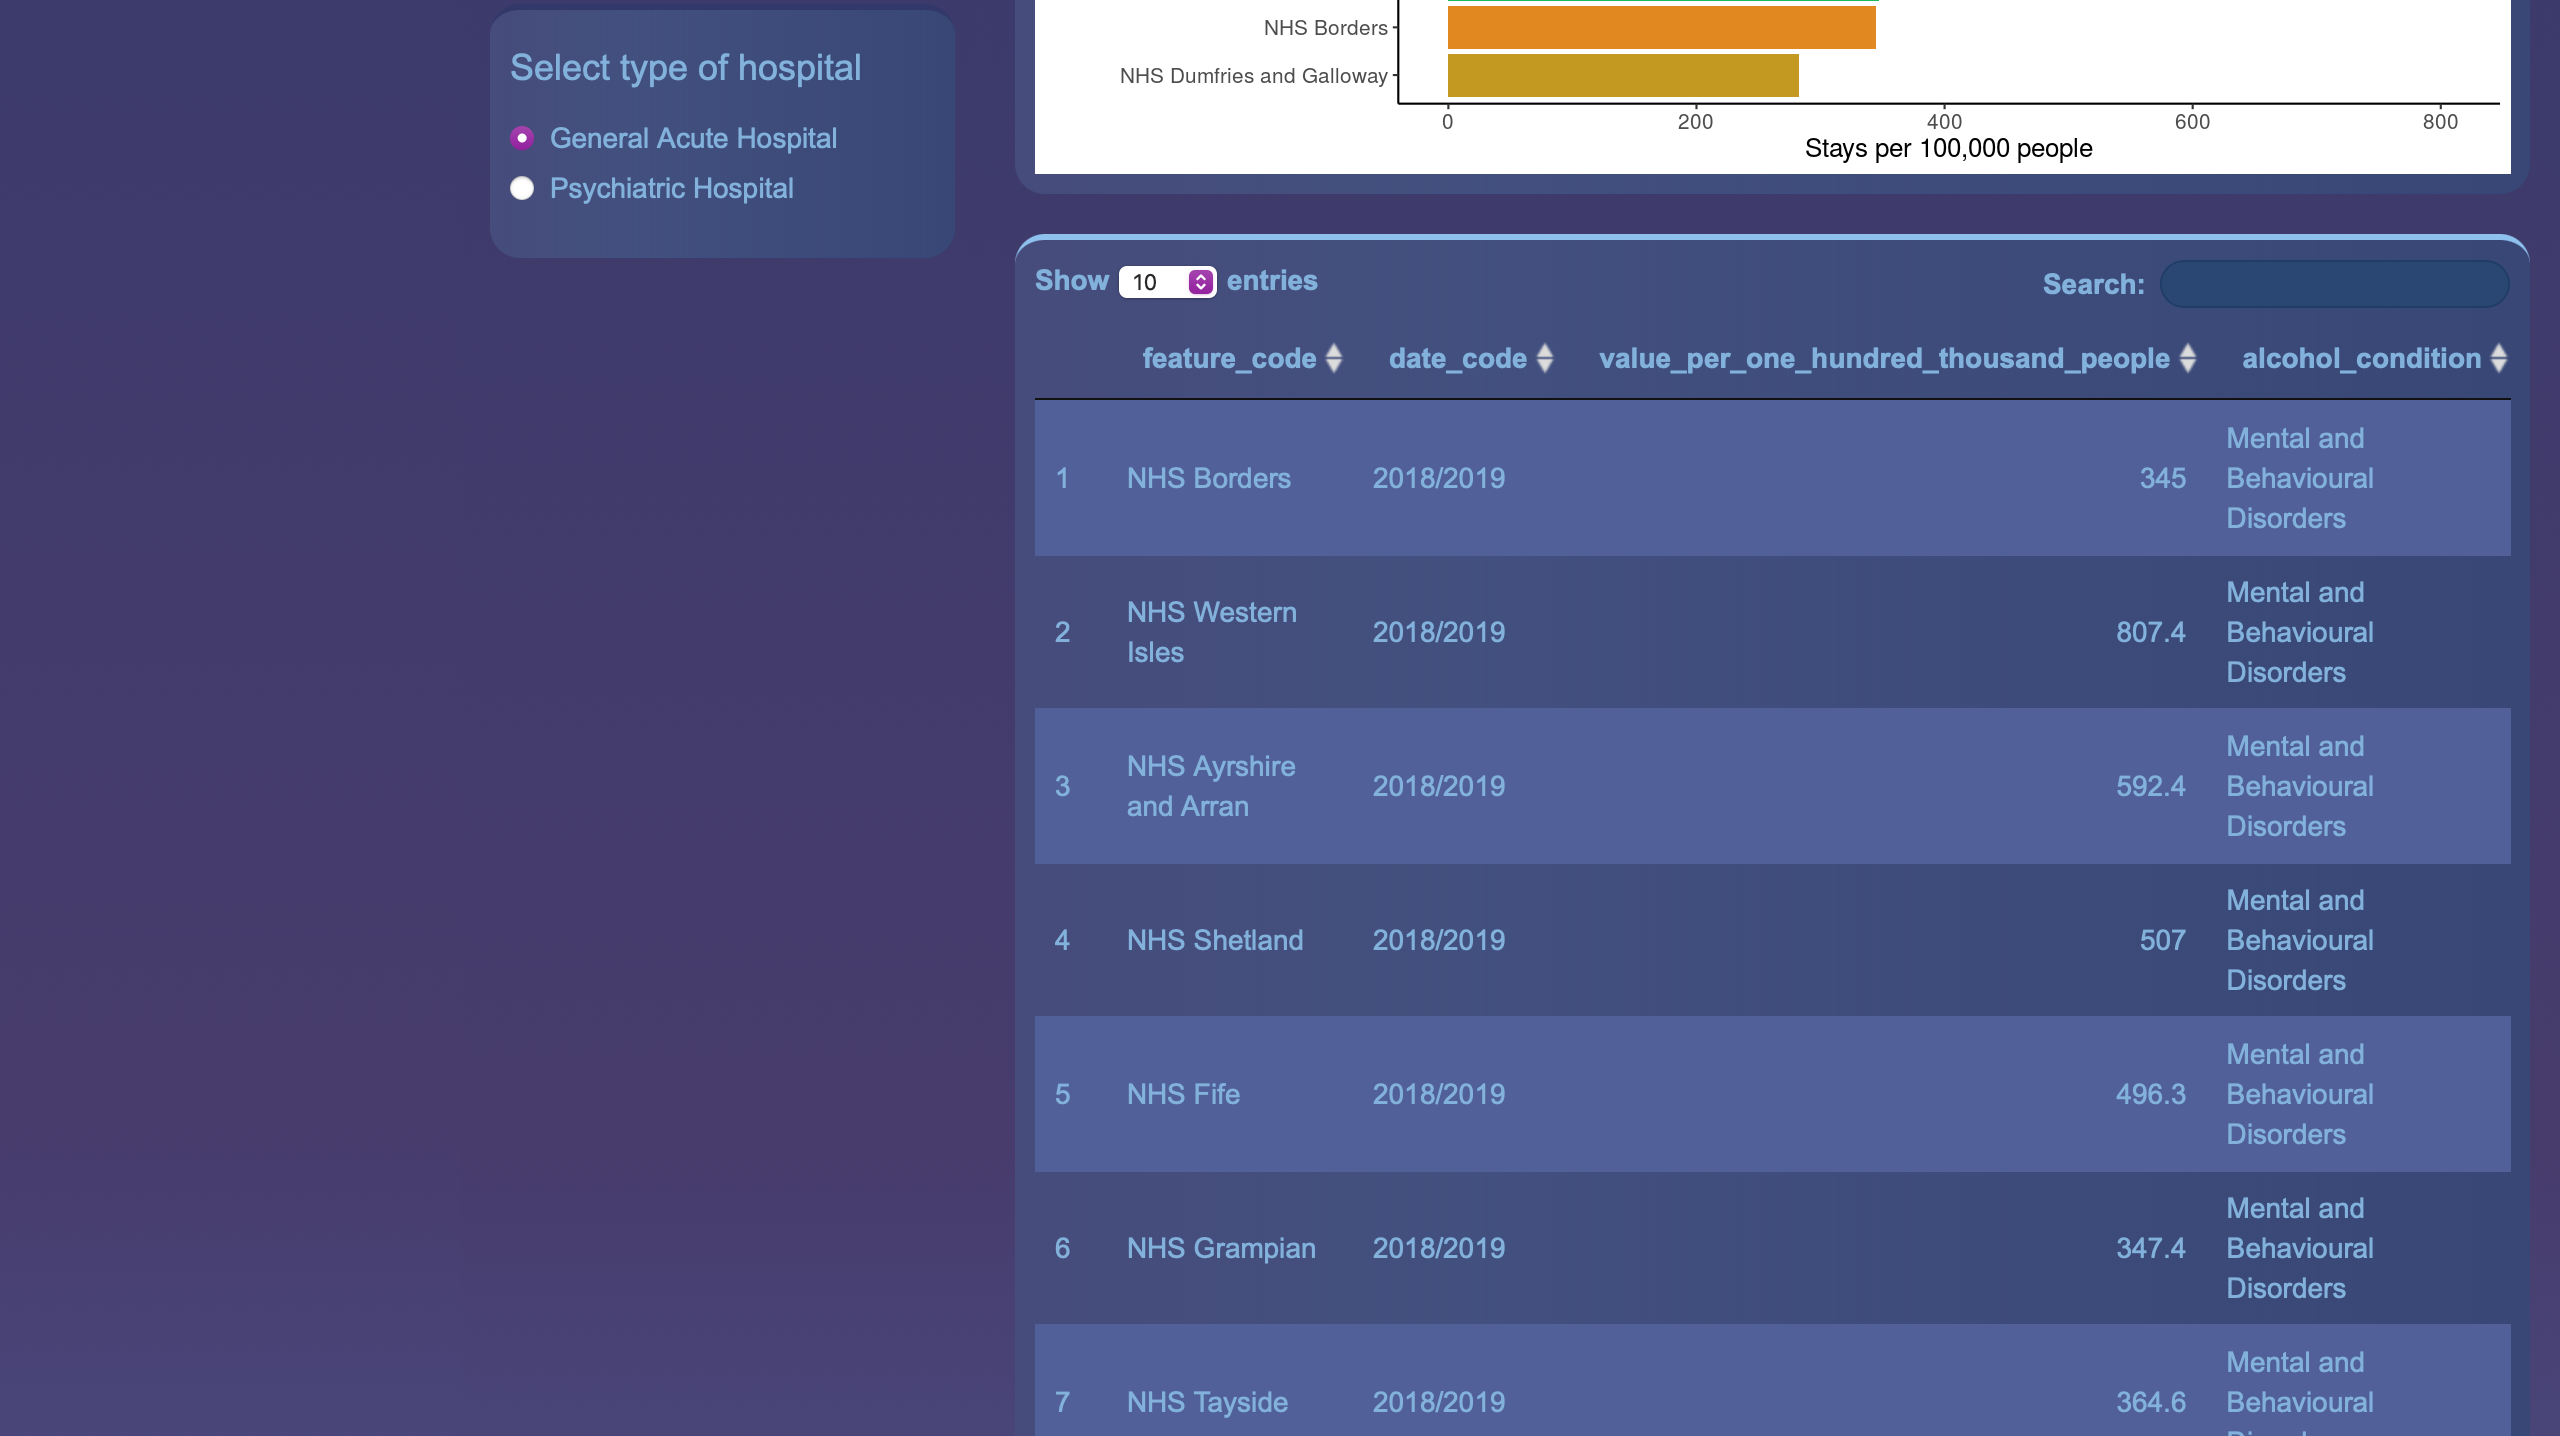 Select type of hospital
General Acute Hospital
Psychiatric Hospital
NHS Borders
NHS Dumfries and Galloway
0 200 400 600 800
Stays per 100,000 people
Show 10 entries
Search:
feature_code date_code value_per_one_hundred_thousand_people alcohol_condition
1 NHS Borders 2018/2019 345 Mental and
Behavioural
Disorders
2 NHS Western
Isles 2018/2019 807.4 Mental and
Behavioural
Disorders
3 NHS Ayrshire
and Arran 2018/2019 592.4 Mental and
Behavioural
Disorders
4 NHS Shetland 2018/2019 507 Mental and
Behavioural
Disorders
5 NHS Fife 2018/2019 496.3 Mental and
Behavioural
Disorders
6 NHS Grampian 2018/2019 347.4 Mental and
Behavioural
Disorders
7 NHS Tayside 2018/2019 364.6 Mental and
Behavioural